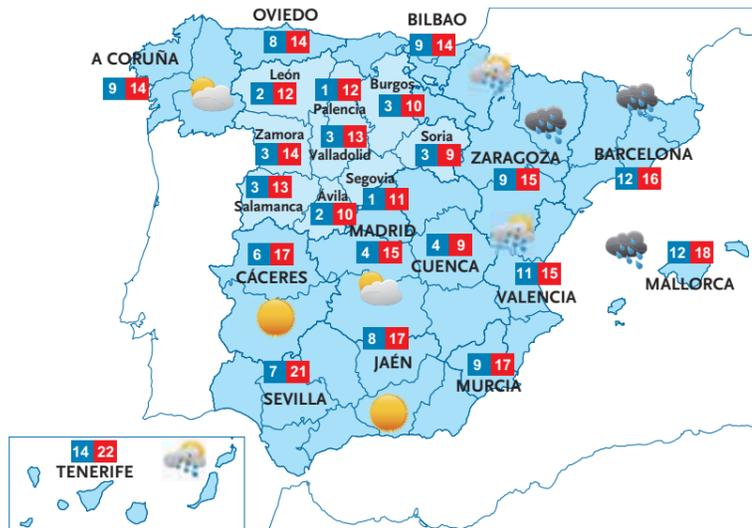 OVIEDO
8 14
BILBAO
9 14
A CORUÑA
9 14
León
2 12
1 12
Palencia
Burgos
3 10
Zamora
3 14
3 13
Valladolid
Soria
3 9
ZARAGOZA
9 15
BARCELONA
12 16
3 13
Salamanca
Ávila
2 10
Segovia
1 11
MADRID
4 15
4 9
CUENCA
6 17
CÁCERES
11 15
VALENCIA
12 18
MALLORCA
8 17
JAÉN
9 17
MURCIA
7 21
SEVILLA
14 22
TENERIFE